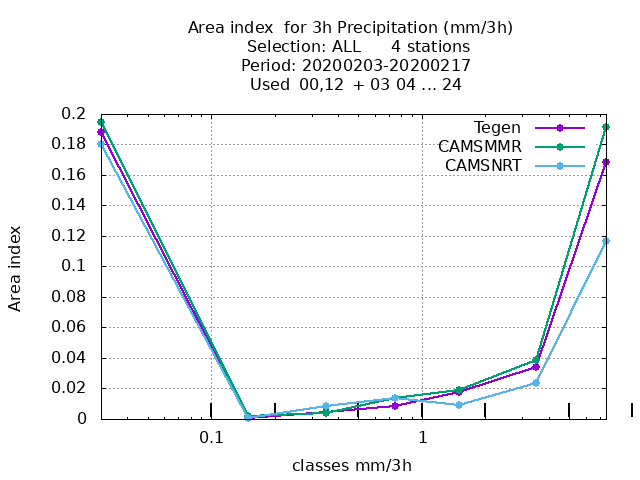 Area index  for 3h Precipitation (mm/3h)
Selection: ALL      4 stations
Period: 20200203-20200217
Used  00,12  + 03 04 ... 24
Tegen
CAMSMMR
CAMSNRT
0.2
0.18
0.16
0.14
0.12
0.1
0.08
0.06
0.04
0.02
0
Area index
0.1
1
classes mm/3h